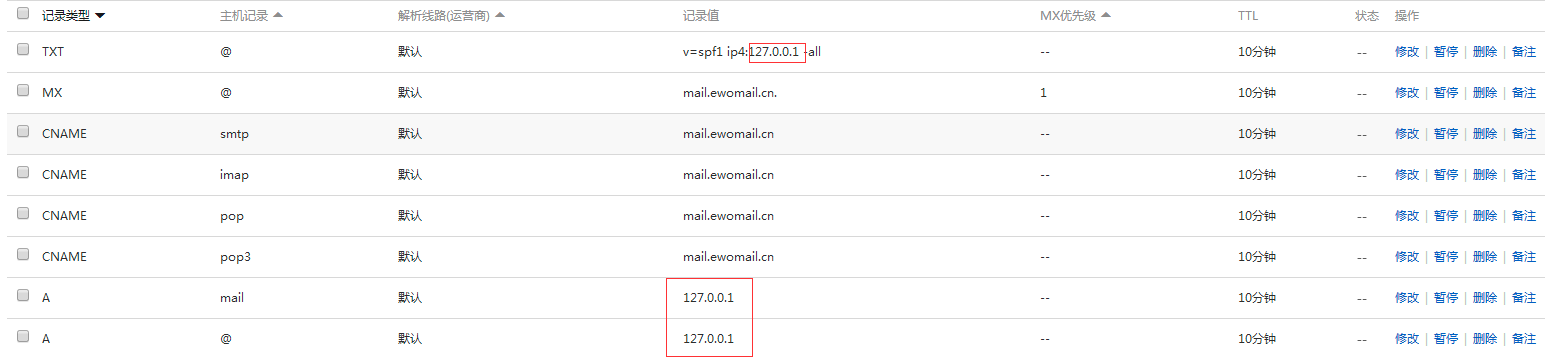 记录类型 主机记录 解析线路(运营商) 记录值 MX优先级 TTL 状态 操作
TXT @ 默认 v=spf1 ip4:127.0.0.1 -all -- 10分钟 -- 修改 | 暂停 | 删除 | 备注
MX @ 默认 mail.ewomail.cn. 1 10分钟 -- 修改 | 暂停 | 删除 | 备注
CNAME smtp mail.ewomail.cn 默认 -- 10分钟 -- 修改 | 暂停 | 删除 | 备注
CNAME imap 默认 mail.ewomail.cn -- 10分钟 -- 修改 | 暂停 | 删除 | 备注
CNAME pop 默认 mail.ewomail.cn -- 10分钟 -- 修改 | 暂停 | 删除 | 备注
CNAME pop3 默认 mail.ewomail.cn -- 10分钟 -- 修改 | 暂停 | 删除 | 备注
A mail 默认 127.0.0.1 -- 10分钟 -- 修改 | 暂停 | 删除 | 备注
A @ 默认 127.0.0.1 -- 10分钟 -- 修改 | 暂停 | 删除 | 备注